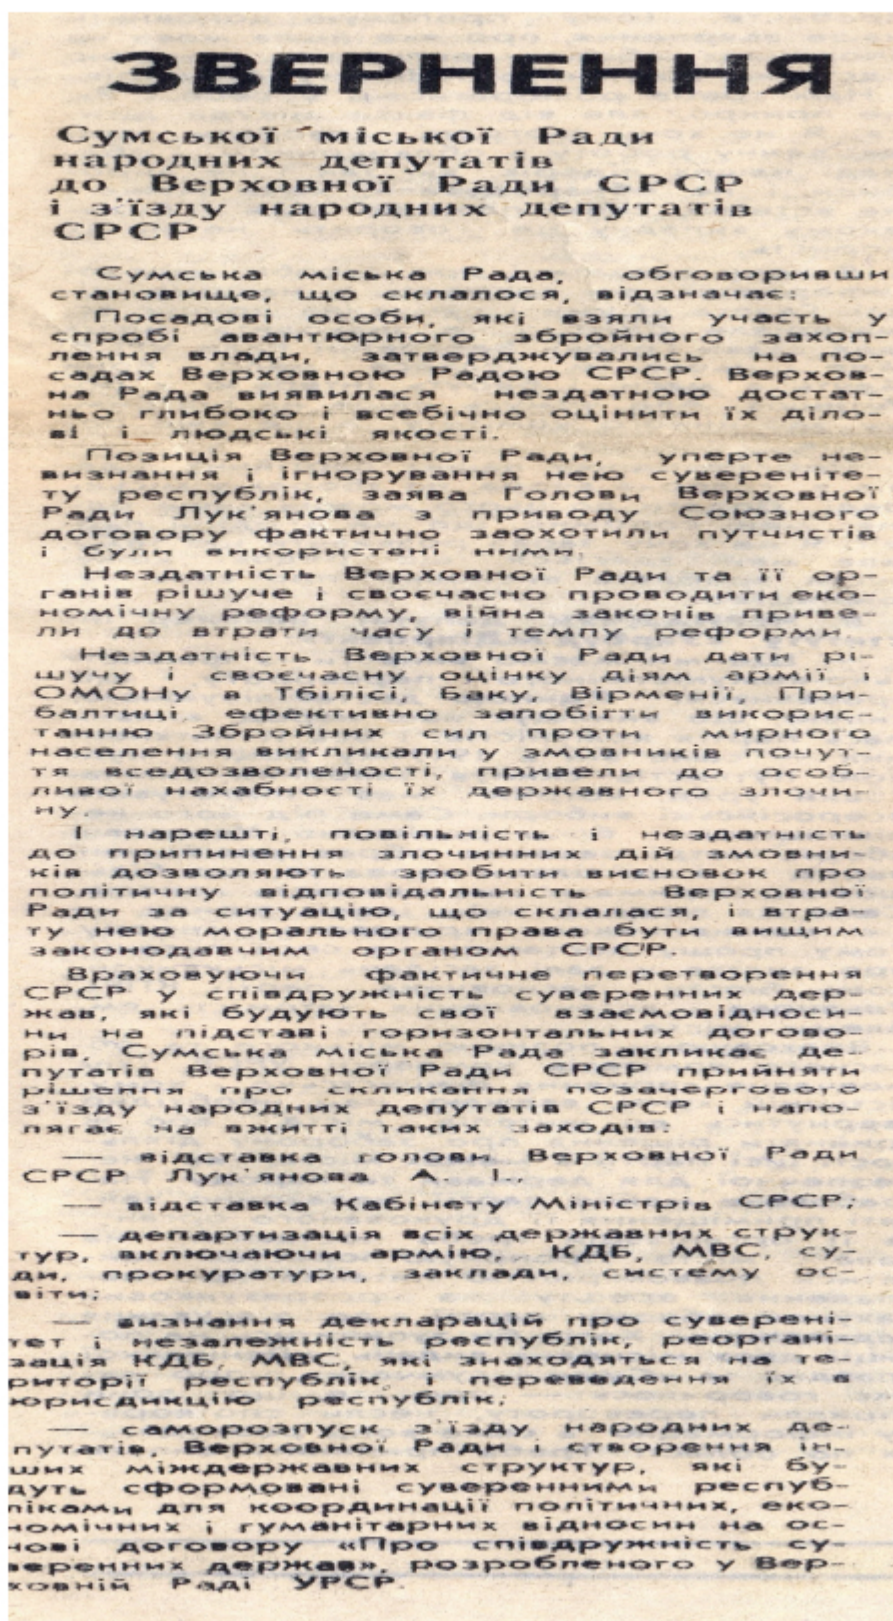 ЗВЕРНЕННЯ
Сумської міської Ради
народних депутатів
до Верховної Ради СРСР
і з'їзду народних депутатів
СРСР
Сумська міська Рада, обговоривши
становище, що склалося, відзначає:
Посадові особи, які взяли участь у
спробі авантюрного збройного захоп-
лення влади, затверджувались на по-
садах Верховною Радою СРСР. Верхов-
на Рада виявилася нездатною достат-
ньо глибоко і всебічно оцінити їх діло-
ві і людські якості.
Позиція Верховної Ради, уперте не-
визнання і ігнорування нею суверенiте-
ту республік, заява Голови Верховної
Ради Лук'янова з приводу Союзного
договору фактично заохотили путчистів
і були використані ними.
Нездатність Верховної Ради та її ор-
ганів рішуче і своєчасно проводити еко-
номічну реформу, війна законів приве-
ли до втрати часу і темпу реформи.
Нездатність Верховної Ради дати рі-
шучу і своєчасну оцінку діям армії і
ОМОНу в Тбілісі, Баку, Вірменії, При-
балтиці, ефективно запобігти викорис-
танню Збройних сил проти мирного
населення викликали у змовників почут-
тя вседозволеності, привели до особ-
ливої нахабності їх державного злочи-
ну.
І нарешті, повільність і нездатність
до припинення злочинних дій змовни-
ків дозволяють зробити висновок про
політичну відповідальність Верховної
Ради за ситуацію, що склалася, і втра-
ту нею морального права бути вищим
законодавчим органом СРСР.
Враховуючи фактичне перетворення
СРСР у співдружність суверенних дер-
жав, які будують свої взаємовідноси-
ни на підставі горизонтальних догово-
рів, Сумська міська Рада закликає де-
путатів Верховної Ради СРСР прийняти
рішення про скликання позачергового
з'їзду народних депутатів СРСР і напо-
лягає на вжитті таких заходів:
— відставка голови Верховної Ради
СРСР Лук'янова А. І.,
— відставка Кабінету Міністрів СРСР;
— департизація всіх державних струк-
тур, включаючи армію, КДБ, МВС, су-
ди, прокуратури, заклади, систему ос-
віти;
— визнання декларацій про суверені-
тет і незалежність республік, реоргані-
зація КДБ, МВС, які знаходяться на те-
риторії республік і переведення їх в
юрисдикцію республік;
— саморозпуск з'їзду народних де-
путатів, Верховної Ради і створення ін-
ших міждержавних структур, які бу-
дуть сформовані суверенними респуб-
ліками для координації політичних, еко-
номічних і гуманітарних відносин на ос-
нові договору «Про співдружність су-
веренних держав», розробленого у Вер-
ховній Раді УРСР.